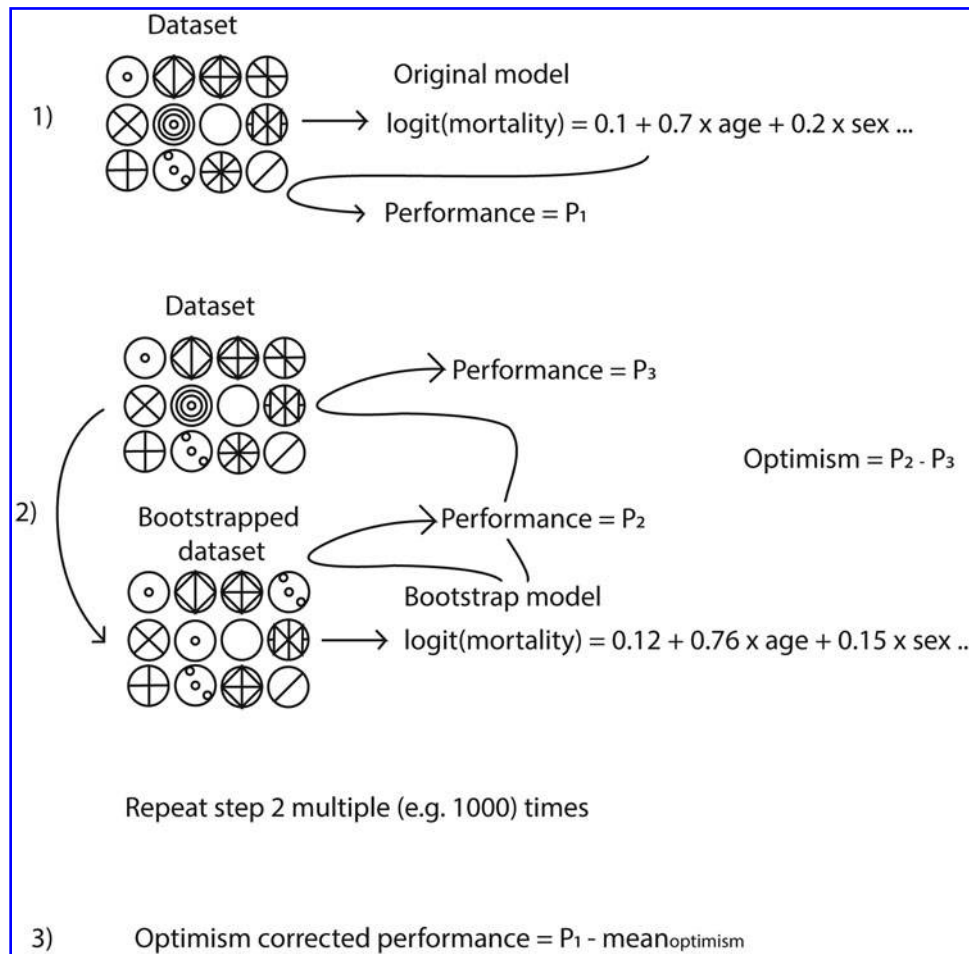 Dataset
1)
Original model
logit(mortality) = 0.1 + 0.7 x age + 0.2 x sex ...
Performance = P₁
Dataset
Performance = P₃
Optimism = P₂ - P₃
2)
Performance = P₂
Bootstrapped
dataset
Bootstrap model
logit(mortality) = 0.12 + 0.76 x age + 0.15 x sex ..
Repeat step 2 multiple (e.g. 1000) times
3) Optimism corrected performance = P₁ - meanoptimism